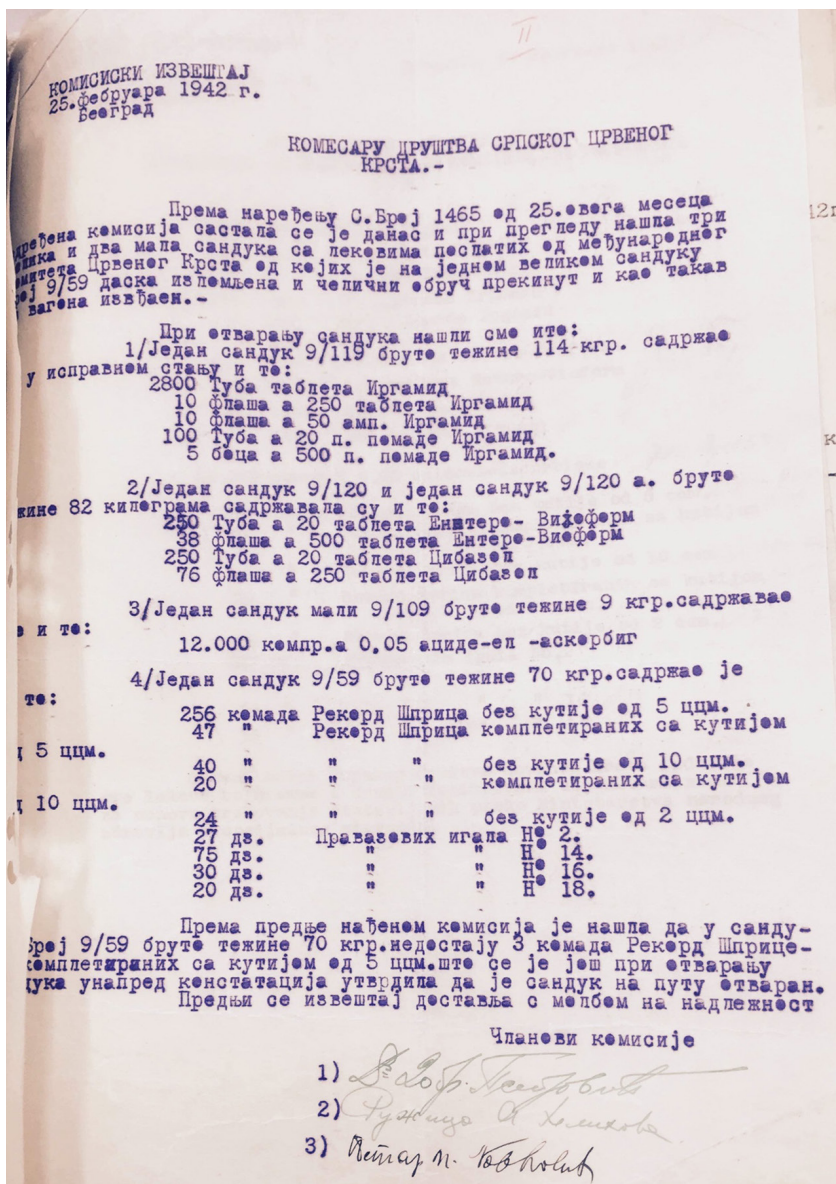 II
КОМИСИСКИ ИЗВЕШТАЈ
25.фебруара 1942 г.
Београд
КОМЕСАРУ ДРУШТВА СРПСКОГ ЦРВЕНОГ
КРСТА.-
Према наређењу С.Број 1465 од 25.овога месеца
дређена комисија састала се је данас и при прегледу нашла три
лика и два мала сандука са лековима послатих од међународног
омитета Црвеног Крста од којих је на једном великом сандуку
рој 9/59 даска изломљена и челични обруч прекинут и као такав
вагона извђаен.-
При отварању сандука нашли смо ито:
1/Један сандук 9/119 бруто тежине 114 кгр. садржао
у исправном стању и то:
2800 Туба таблета Иргамид
10 флаша а 250 таблета Иргамид
10 флаша а 50 амп. Иргамид
100 Туба а 20 п. помаде Иргамид
5 боца а 500 п. помаде Иргамид.
2/Један сандук 9/120 и један сандук 9/120 а. бруто
жине 82 килограма садржавала су и то:
250 Туба а 20 таблета Ентеро- Виоформ
38 флаша а 500 таблета Ентеро-Виоформ
250 Туба а 20 таблета Цибазол
76 флаша а 250 таблета Цибазол
3/Један сандук мали 9/109 бруто тежине 9 кгр.садржавао
е и то:
12.000 компр.а 0,05 ациде-ел -аскорбиг
4/Један сандук 9/59 бруто тежине 70 кгр.садржао је
то:
256 комада Рекорд Шприца без кутије од 5 ццм.
47 " Рекорд Шприца комплетираних са кутијом
д 5 ццм.
40 " " " без кутије од 10 ццм.
20 " " " комплетираних са кутијом
д 10 ццм.
24 " " " без кутије од 2 ццм.
27 дз. Правазових игала Н° 2.
75 дз. " " Н° 14.
30 дз. " " Н° 16.
20 дз. " " Н° 18.
Према предње нађеном комисија је нашла да у санду-
Број 9/59 бруто тежине 70 кгр.недостају 3 комада Рекорд Шприце-
комплетираних са кутијом од 5 ццм.што се је још при отварању
дука унапред констатација утврдила да је сандук на путу отваран.
Предњи се извештај доставља с молбом на надлежност
Чланови комисије
1) Др Добр. Петровић
2) Ружица
3) Петар